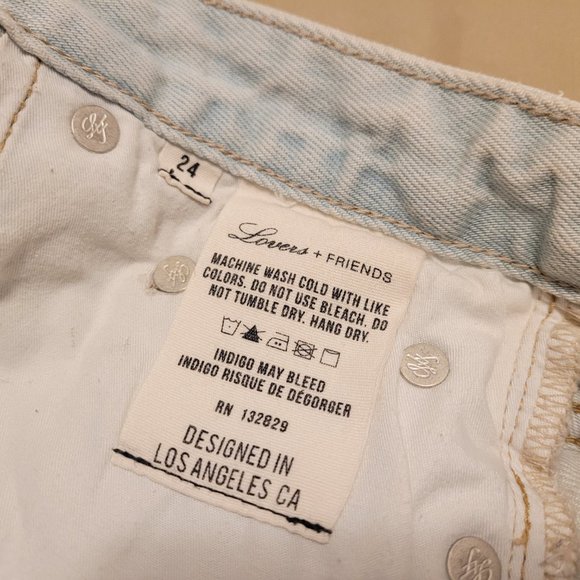 24
Lovers + FRIENDS
MACHINE WASH COLD WITH LIKE
COLORS. DO NOT USE BLEACH. DO
NOT TUMBLE DRY. HANG DRY.
INDIGO MAY BLEED
INDIGO RISQUE DE DÉGORGER
RN 132829
DESIGNED IN
LOS ANGELES CA